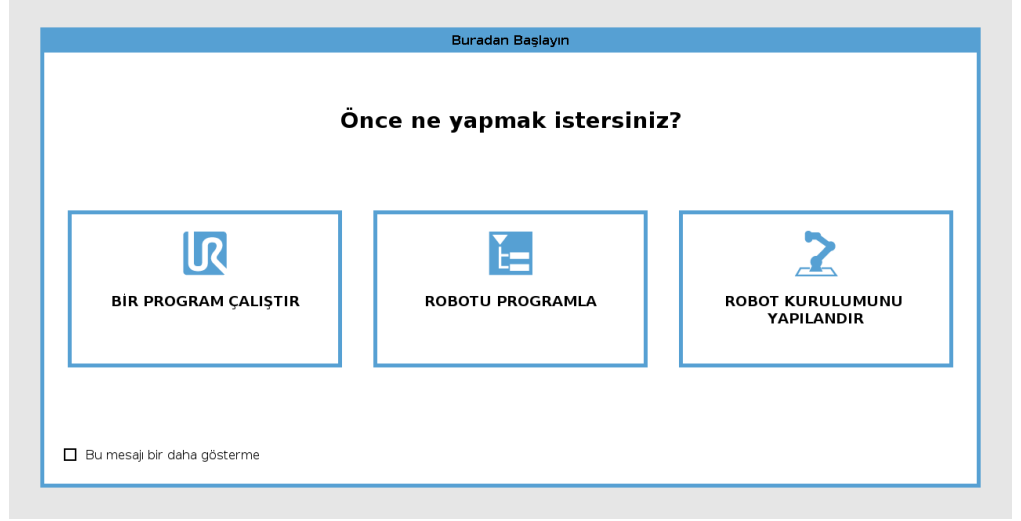 Buradan Başlayın
Önce ne yapmak istersiniz?
BİR PROGRAM ÇALIŞTIR
ROBOTU PROGRAMLA
ROBOT KURULUMUNU
YAPILANDIR
Bu mesajı bir daha gösterme